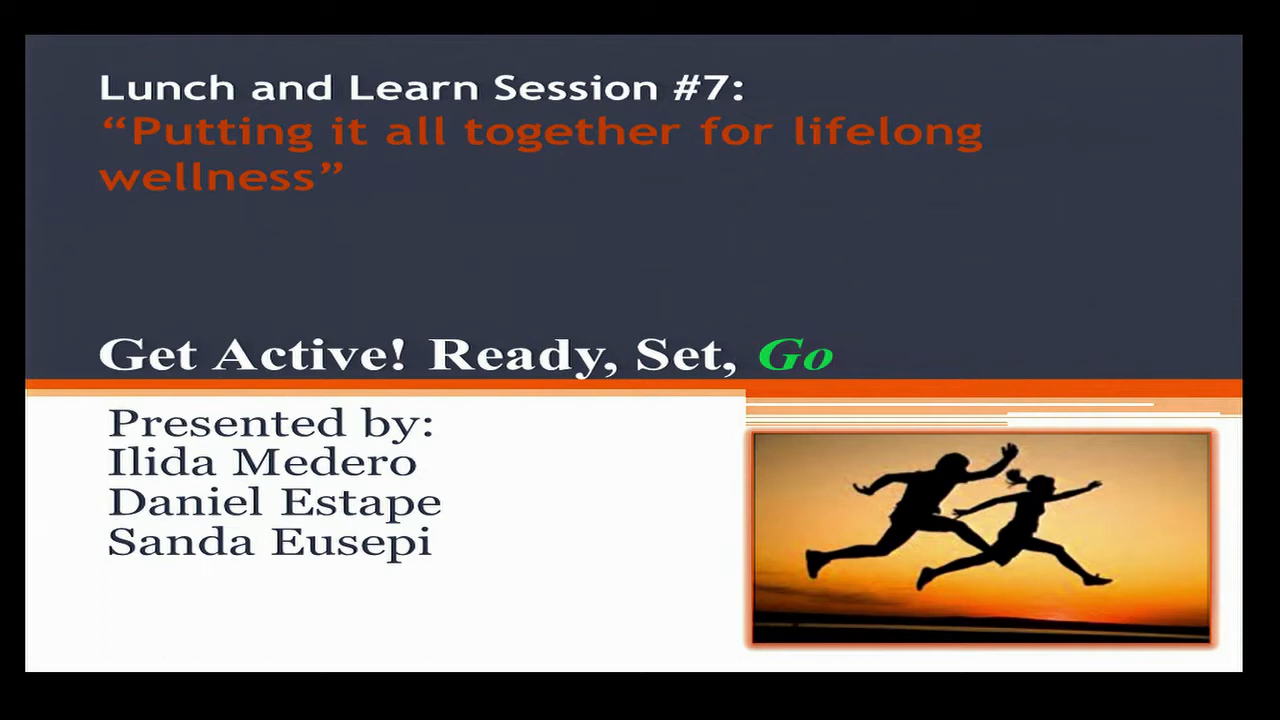 Lunch and Learn Session #7:
“Putting it all together for lifelong
wellness”
Get Active! Ready, Set, Go
Presented by:
Ilida Medero
Daniel Estape
Sanda Eusepi